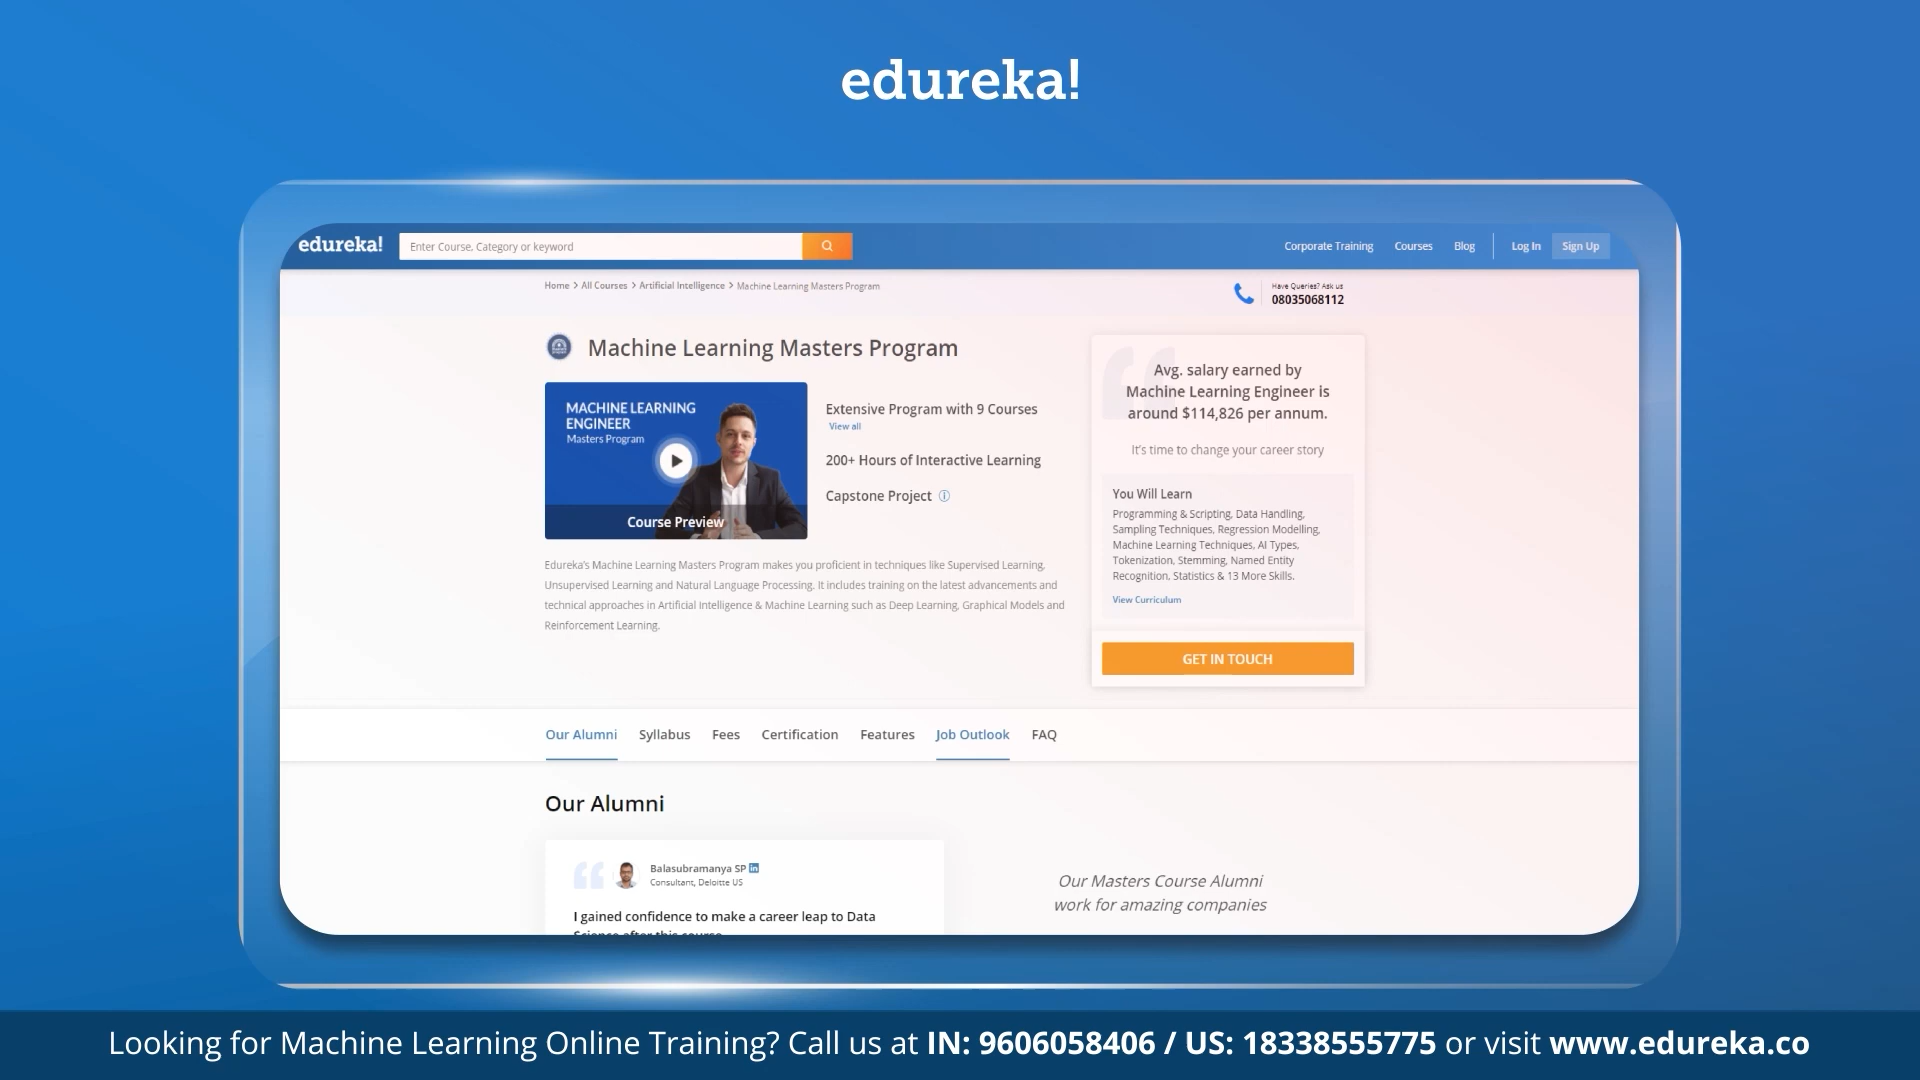 edureka!
edureka!
Enter Course, Category or keyword
Corporate Training Courses Blog Log In Sign Up
Home > All Courses > Artificial Intelligence > Machine Learning Masters Program
Have Queries? Ask us
08035068112
Machine Learning Masters Program
MACHINE LEARNING
ENGINEER
Masters Program
Course Preview
Extensive Program with 9 Courses
View all
200+ Hours of Interactive Learning
Capstone Project
Edureka's Machine Learning Masters Program makes you proficient in techniques like Supervised Learning,
Unsupervised Learning and Natural Language Processing. It includes training on the latest advancements and
technical approaches in Artificial Intelligence & Machine Learning such as Deep Learning, Graphical Models and
Reinforcement Learning.
Avg. salary earned by
Machine Learning Engineer is
around $114,826 per annum.
It's time to change your career story
You Will Learn
Programming & Scripting, Data Handling,
Sampling Techniques, Regression Modelling,
Machine Learning Techniques, AI Types,
Tokenization, Stemming, Named Entity
Recognition, Statistics & 13 More Skills.
View Curriculum
GET IN TOUCH
Our Alumni Syllabus Fees Certification Features Job Outlook FAQ
Our Alumni
Balasubramanya SP
Consultant, Deloitte US
I gained confidence to make a career leap to Data
Science after this course
Our Masters Course Alumni
work for amazing companies
Looking for Machine Learning Online Training? Call us at IN: 9606058406 / US: 18338555775 or visit www.edureka.co